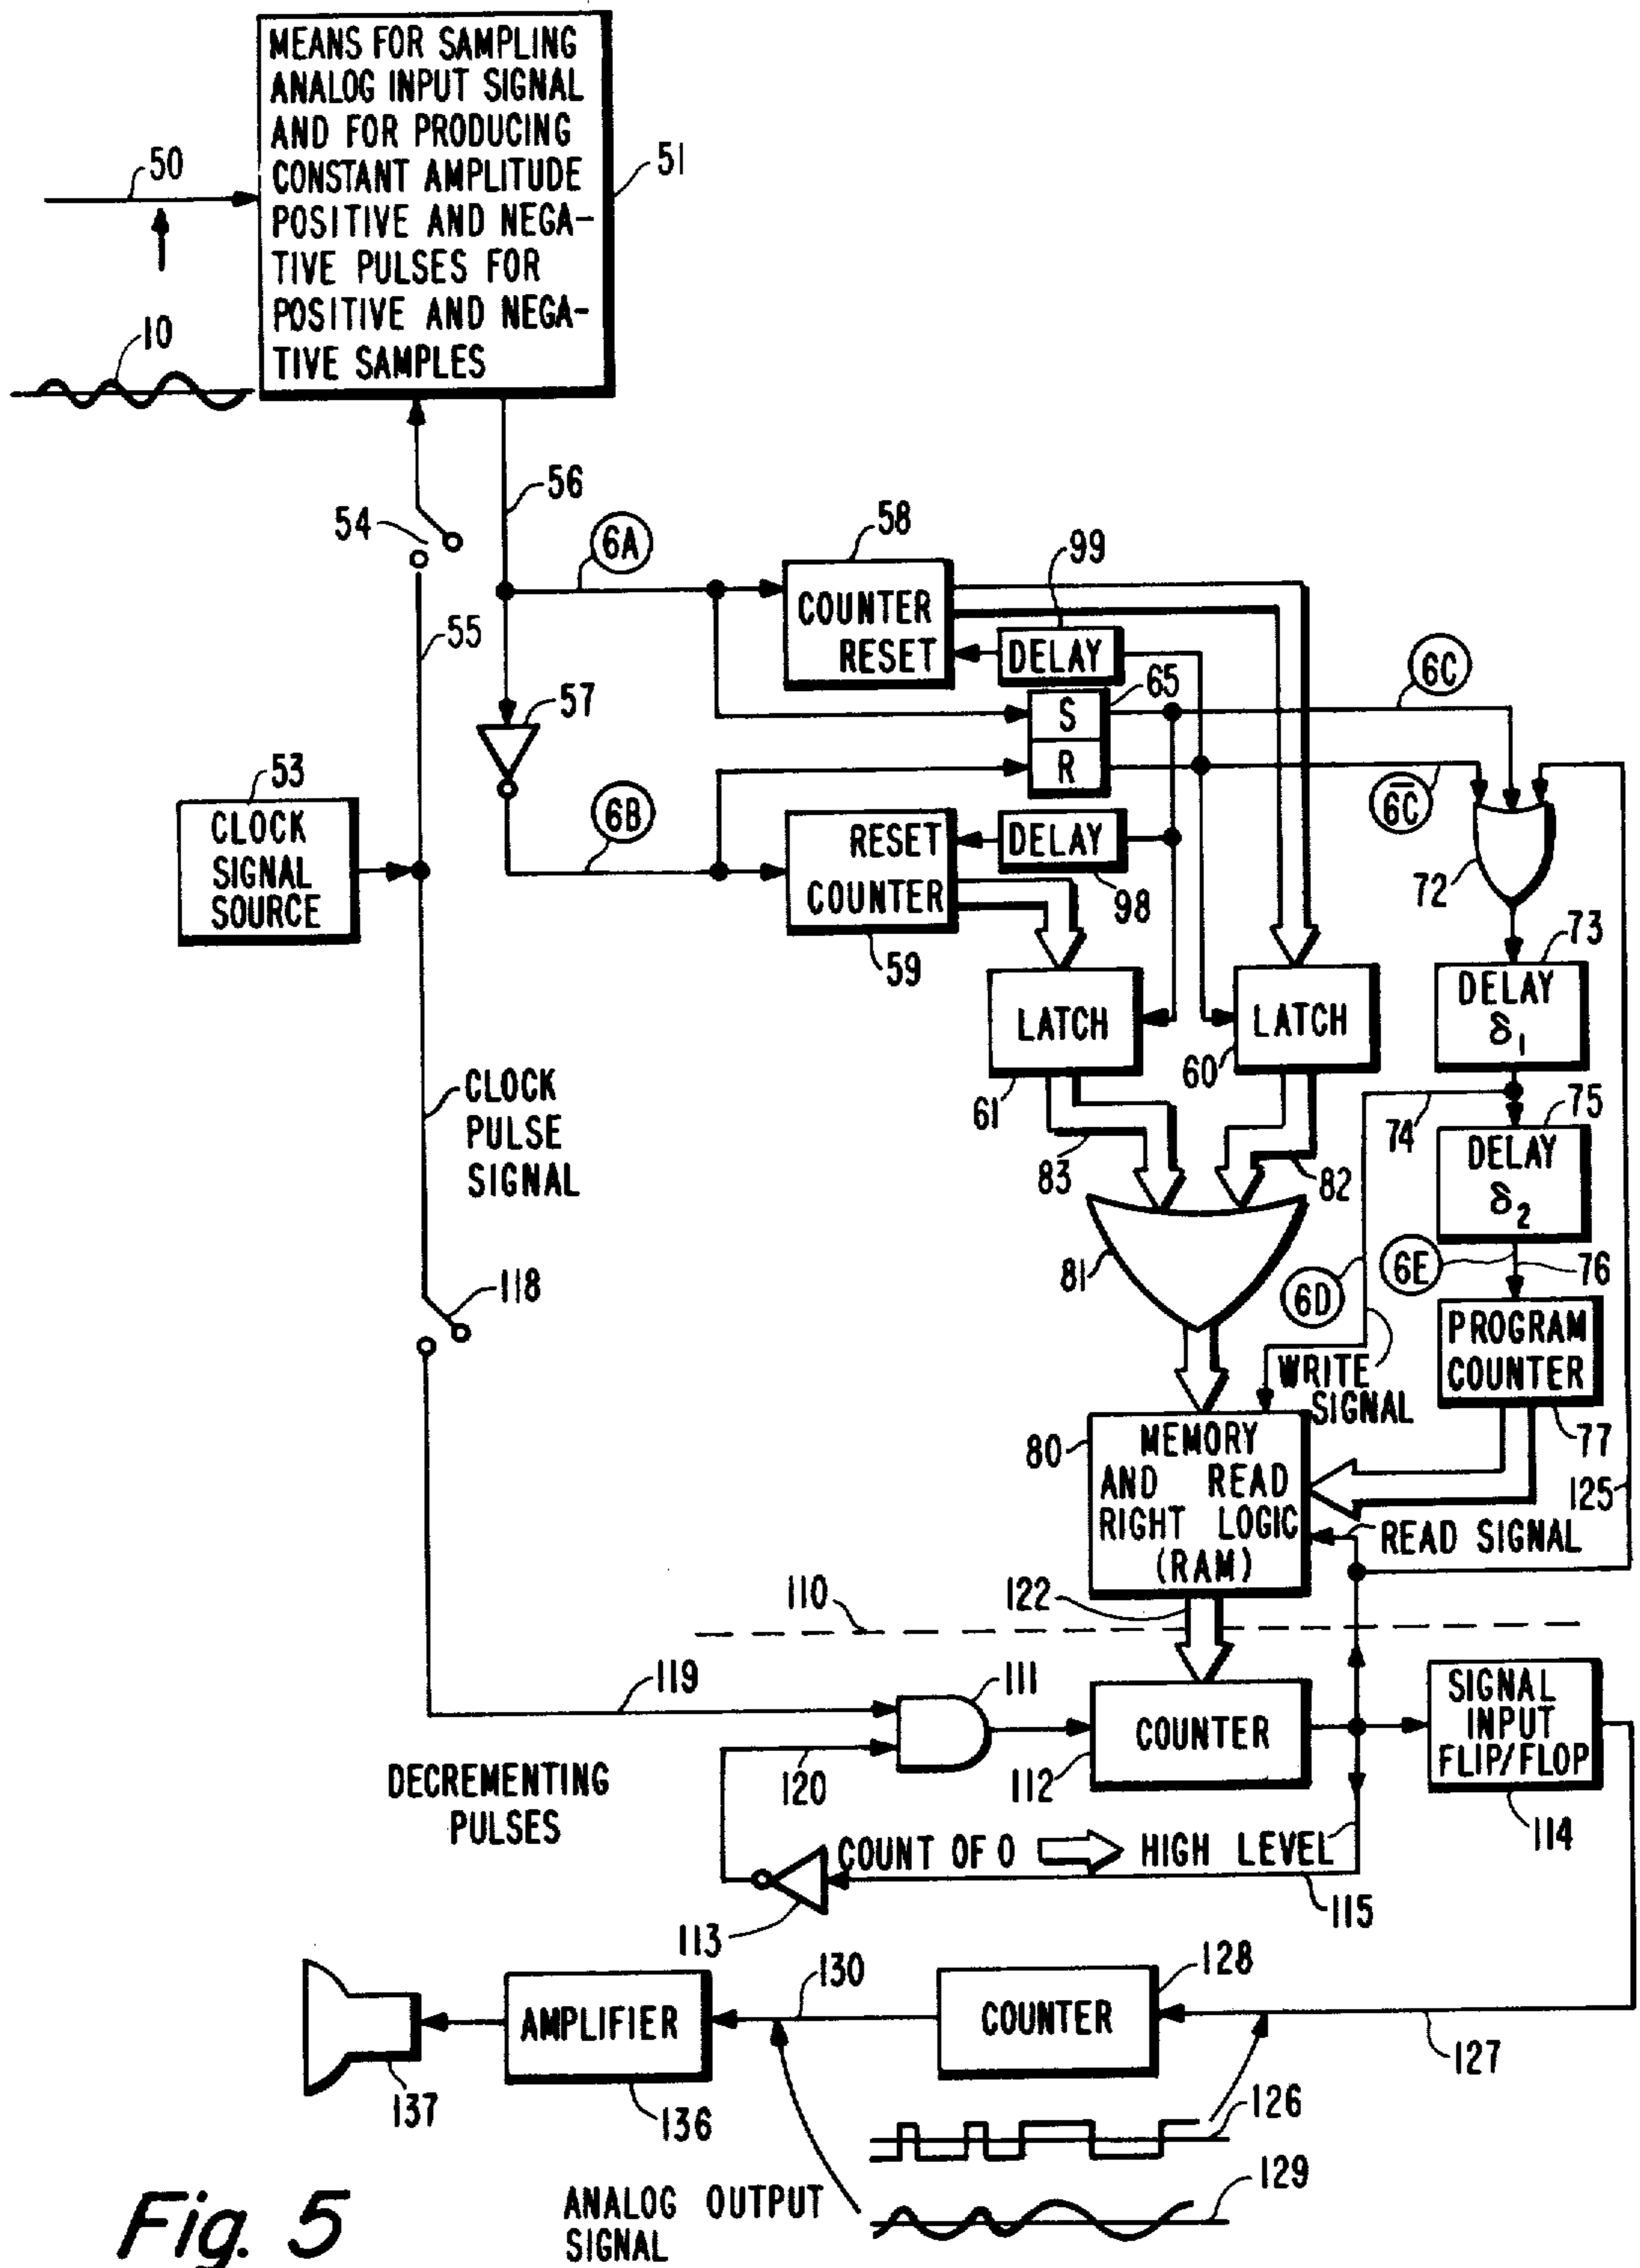 MEANS FOR SAMPLING
ANALOG INPUT SIGNAL
AND FOR PRODUCING
CONSTANT AMPLITUDE
POSITIVE AND NEGA-
TIVE PULSES FOR
POSITIVE AND NEGA-
TIVE SAMPLES
50
51
10
54
56
55
57
6A
58
COUNTER
RESET
99
DELAY
65
S
R
6C
6C̅
53
CLOCK
SIGNAL
SOURCE
6B
RESET
COUNTER
59
DELAY
98
72
73
DELAY
δ1
LATCH
61
LATCH
60
74
75
DELAY
δ2
83
82
CLOCK
PULSE
SIGNAL
81
6D
6E
76
118
PROGRAM
COUNTER
77
WRITE
SIGNAL
80
MEMORY
AND READ
RIGHT LOGIC
(RAM)
125
READ SIGNAL
110
122
119
111
120
COUNTER
112
SIGNAL
INPUT
FLIP/FLOP
114
DECREMENTING
PULSES
COUNT OF 0
HIGH LEVEL
113
115
130
128
AMPLIFIER
COUNTER
137
136
127
126
129
ANALOG OUTPUT
SIGNAL
Fig. 5